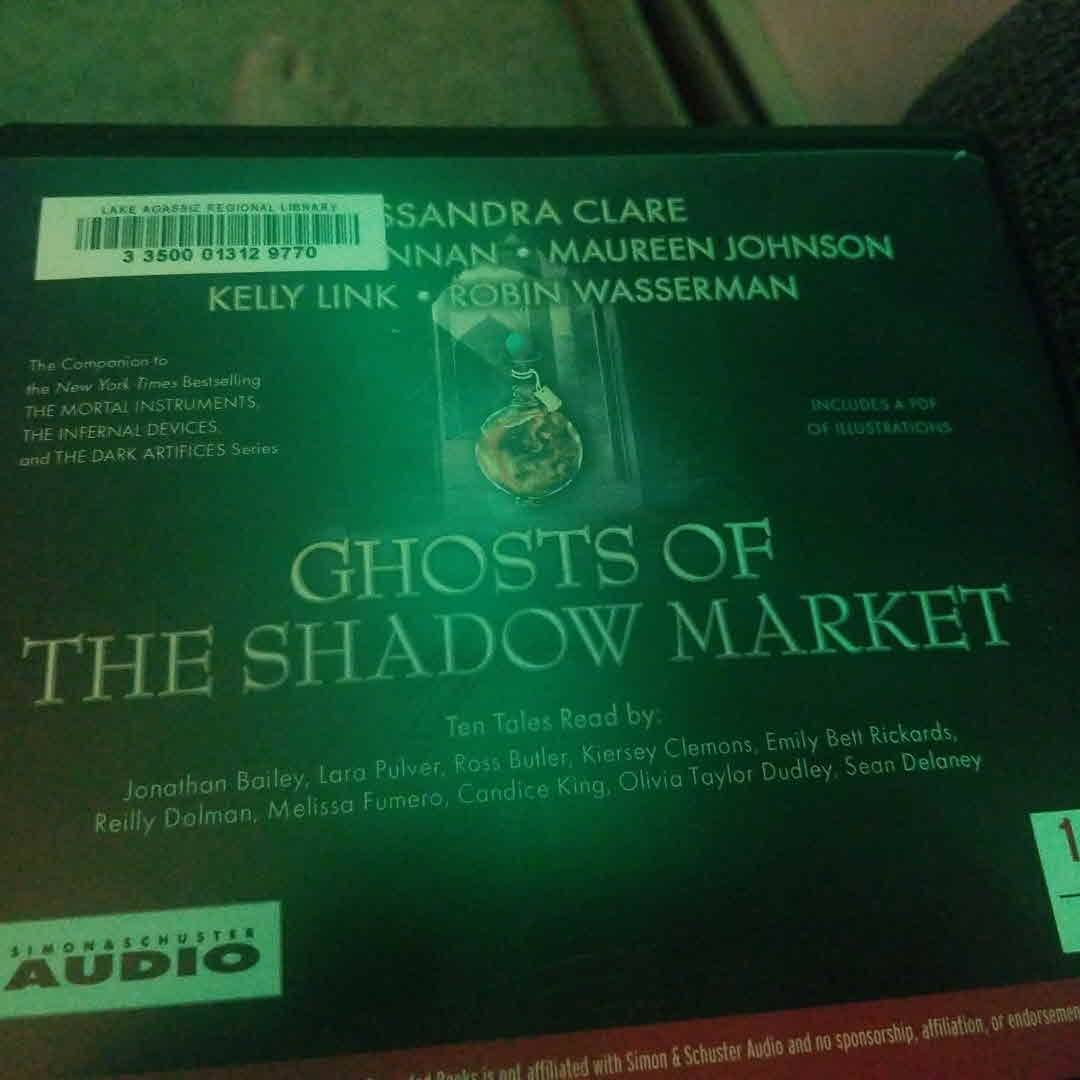 LAKE AGASSIZ REGIONAL LIBRARY
3 3500 01312 9770
SSANDRA CLARE
NNAN • MAUREEN JOHNSON
KELLY LINK • ROBIN WASSERMAN
The Companion to
the New York Times Bestselling
THE MORTAL INSTRUMENTS,
THE INFERNAL DEVICES,
and THE DARK ARTIFICES Series
INCLUDES A PDF
OF ILLUSTRATIONS
GHOSTS OF
THE SHADOW MARKET
Ten Tales Read by:
Jonathan Bailey, Lara Pulver, Ross Butler, Kiersey Clemons, Emily Bett Rickards,
Reilly Dolman, Melissa Fumero, Candice King, Olivia Taylor Dudley, Sean Delaney
1
SIMON & SCHUSTER
AUDIO
Books is not affiliated with Simon & Schuster Audio and no sponsorship, affiliation, or endorsemen